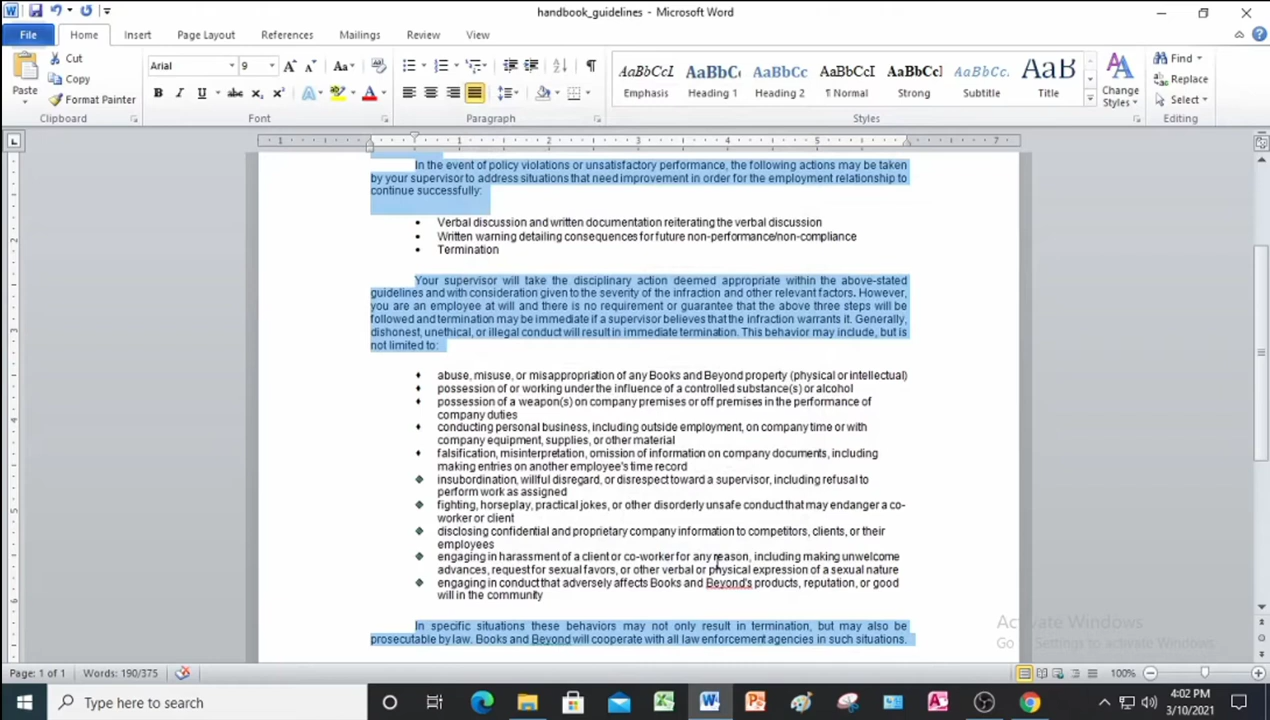 handbook_guidelines - Microsoft Word
File Home Insert Page Layout References Mailings Review View
Cut
Copy
Format Painter
Paste
Clipboard
Arial 9
Font
Paragraph
AaBbCcI AaBbCc AaBbCc AaBbCcI AaBbCc] AaBbCc. AaB
Emphasis Heading 1 Heading 2 ¶ Normal Strong Subtitle Title
Change
Styles
Styles
Find
Replace
Select
Editing
1 1 2 3 4 5 6 7
In the event of policy violations or unsatisfactory performance, the following actions may be taken
by your supervisor to address situations that need improvement in order for the employment relationship to
continue successfully:
• Verbal discussion and written documentation reiterating the verbal discussion
• Written warning detailing consequences for future non-performance/non-compliance
• Termination
Your supervisor will take the disciplinary action deemed appropriate within the above-stated
guidelines and with consideration given to the severity of the infraction and other relevant factors. However,
you are an employee at will and there is no requirement or guarantee that the above three steps will be
followed and termination may be immediate if a supervisor believes that the infraction warrants it. Generally,
dishonest, unethical, or illegal conduct will result in immediate termination. This behavior may include, but is
not limited to:
♦ abuse, misuse, or misappropriation of any Books and Beyond property (physical or intellectual)
♦ possession of or working under the influence of a controlled substance(s) or alcohol
♦ possession of a weapon(s) on company premises or off premises in the performance of
company duties
♦ conducting personal business, including outside employment, on company time or with
company equipment, supplies, or other material
♦ falsification, misinterpretation, omission of information on company documents, including
making entries on another employee's time record
❖ insubordination, willful disregard, or disrespect toward a supervisor, including refusal to
perform work as assigned
❖ fighting, horseplay, practical jokes, or other disorderly unsafe conduct that may endanger a co-
worker or client
❖ disclosing confidential and proprietary company information to competitors, clients, or their
employees
❖ engaging in harassment of a client or co-worker for any reason, including making unwelcome
advances, request for sexual favors, or other verbal or physical expression of a sexual nature
❖ engaging in conduct that adversely affects Books and Beyond's products, reputation, or good
will in the community
In specific situations these behaviors may not only result in termination, but may also be
prosecutable by law. Books and Beyond will cooperate with all law enforcement agencies in such situations.
Activate Windows
Go to Settings to activate Windows.
Page: 1 of 1 Words: 190/375 100%
Type here to search
4:02 PM
3/10/2021